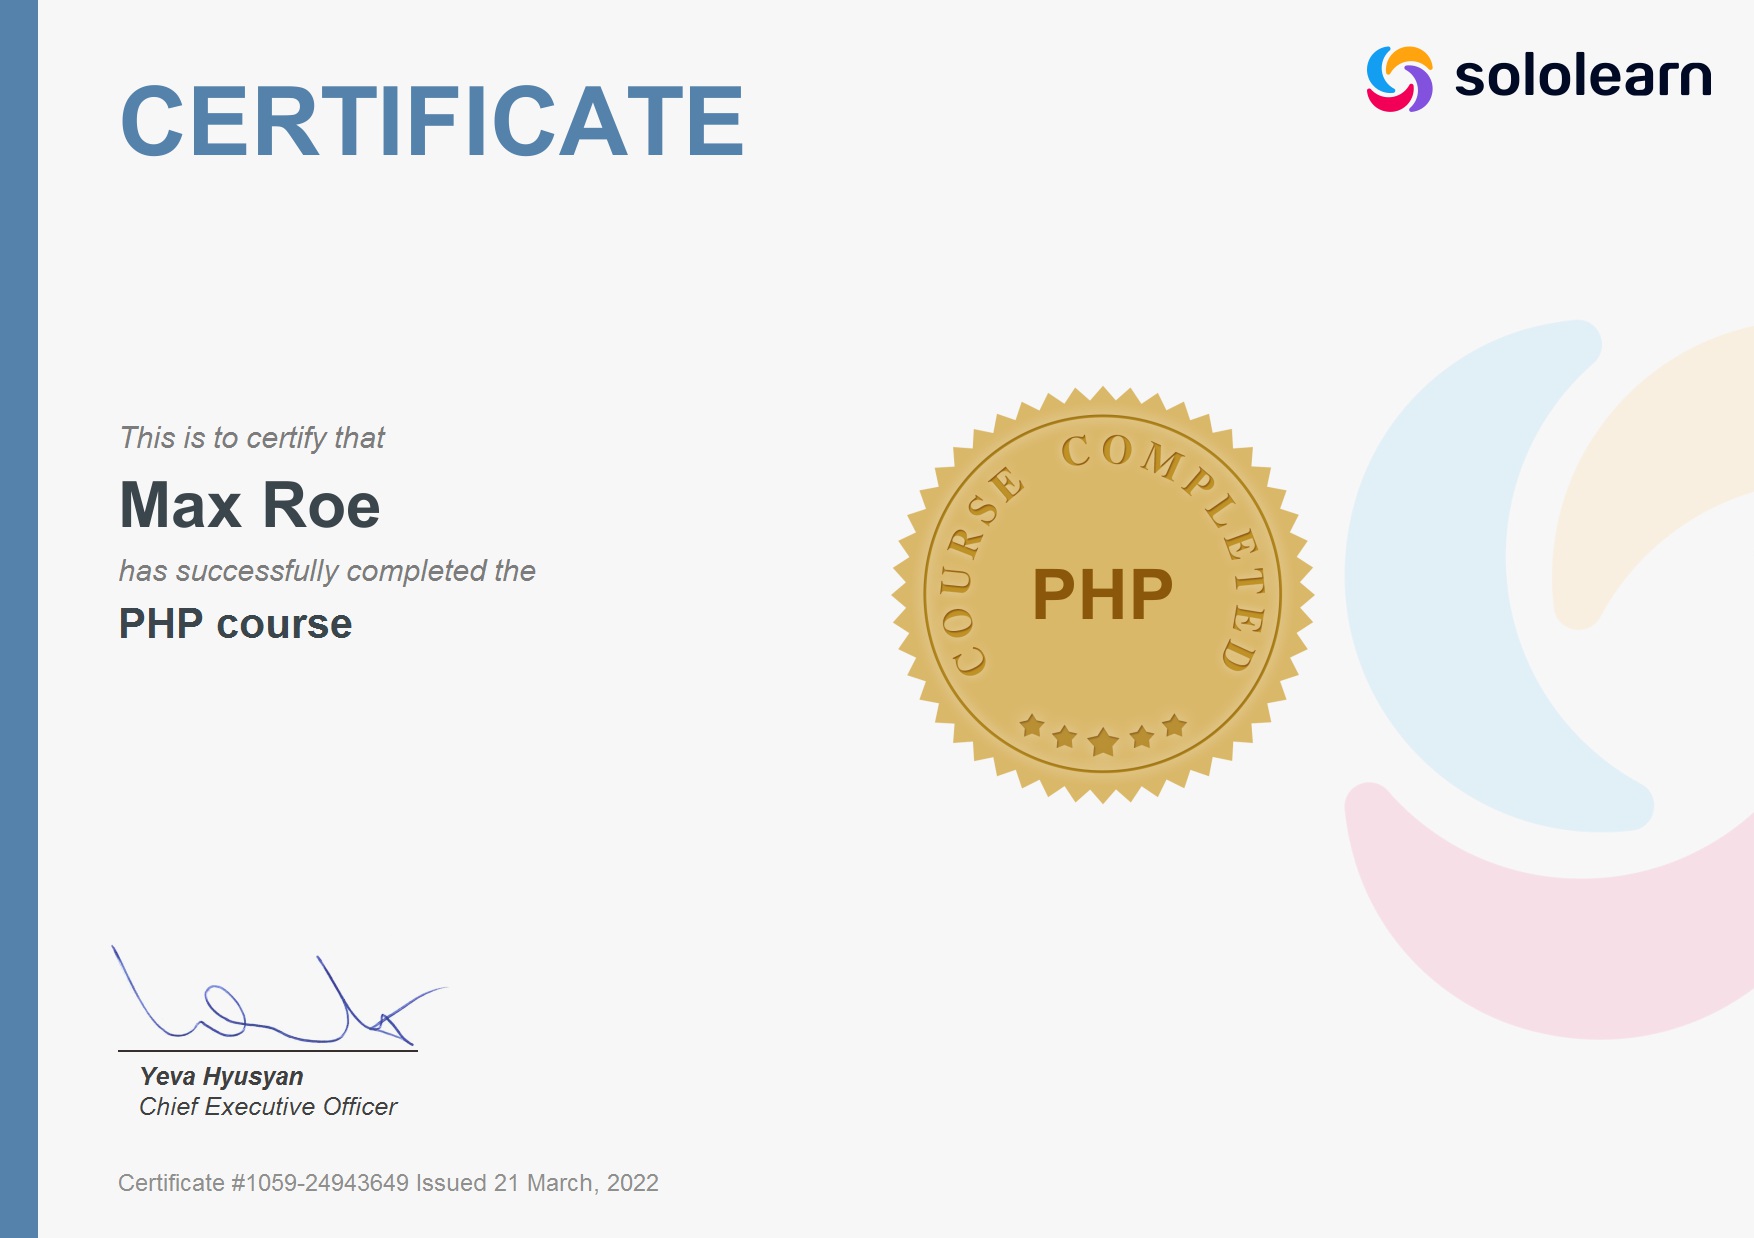 CERTIFICATE
sololearn
This is to certify that
Max Roe
has successfully completed the
PHP course
COURSE COMPLETED
PHP
Yeva Hyusyan
Chief Executive Officer
Certificate #1059-24943649 Issued 21 March, 2022